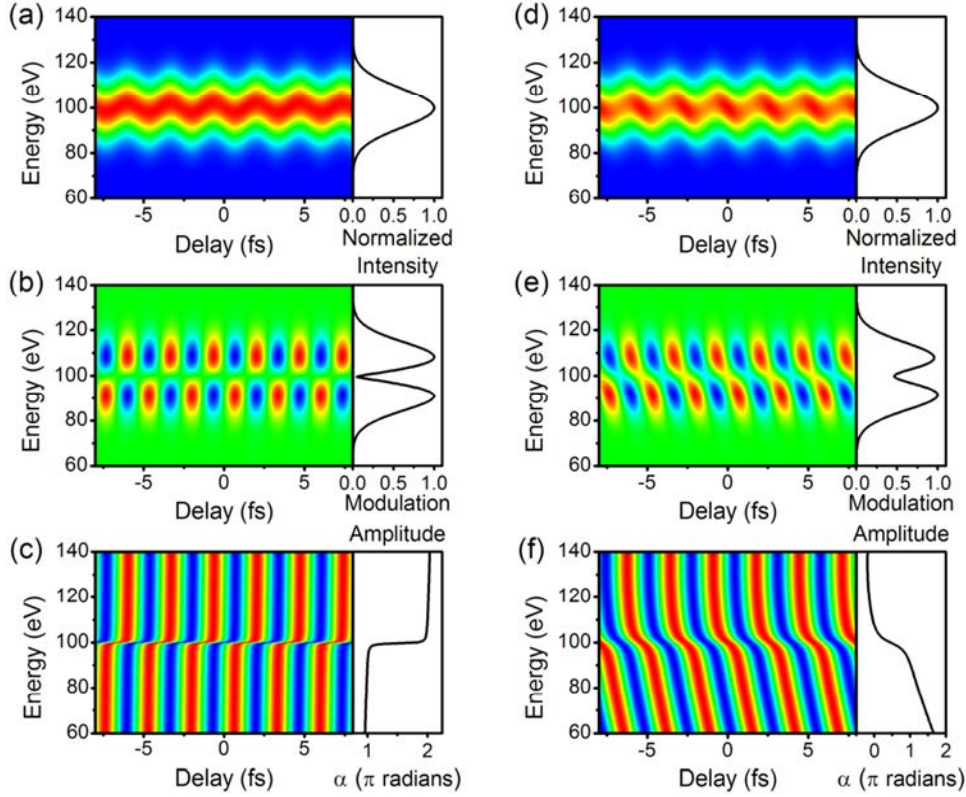 (a)
140
120
100
80
60
Energy (eV)
-5 0 5 0.0 0.5 1.0
Delay (fs)
Normalized
Intensity
(d)
140
120
100
80
60
Energy (eV)
-5 0 5 0.0 0.5 1.0
Delay (fs)
Normalized
Intensity
(b)
140
120
100
80
60
Energy (eV)
-5 0 5 0.0 0.5 1.0
Delay (fs)
Modulation
Amplitude
(e)
140
120
100
80
60
Energy (eV)
-5 0 5 0.0 0.5 1.0
Delay (fs)
Modulation
Amplitude
(c)
140
120
100
80
60
Energy (eV)
-5 0 5 1 2
Delay (fs)
α (π radians)
(f)
140
120
100
80
60
Energy (eV)
-5 0 5 0 1 2
Delay (fs)
α (π radians)